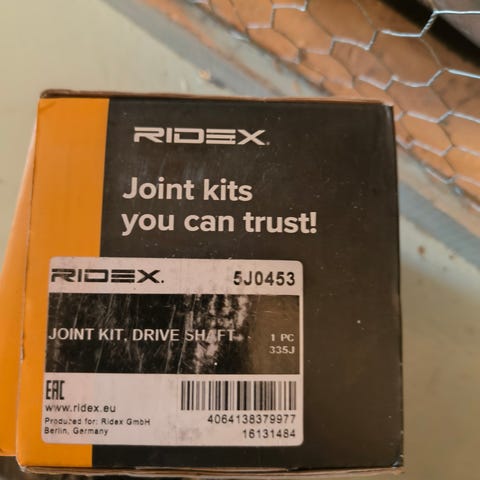 RIDEX
Joint kits
you can trust!
RIDEX. 5J0453
JOINT KIT, DRIVE SHAFT 1 PC
335J
EAC
www.ridex.eu
Produced for: Ridex GmbH
Berlin, Germany
4064138379977
16131484